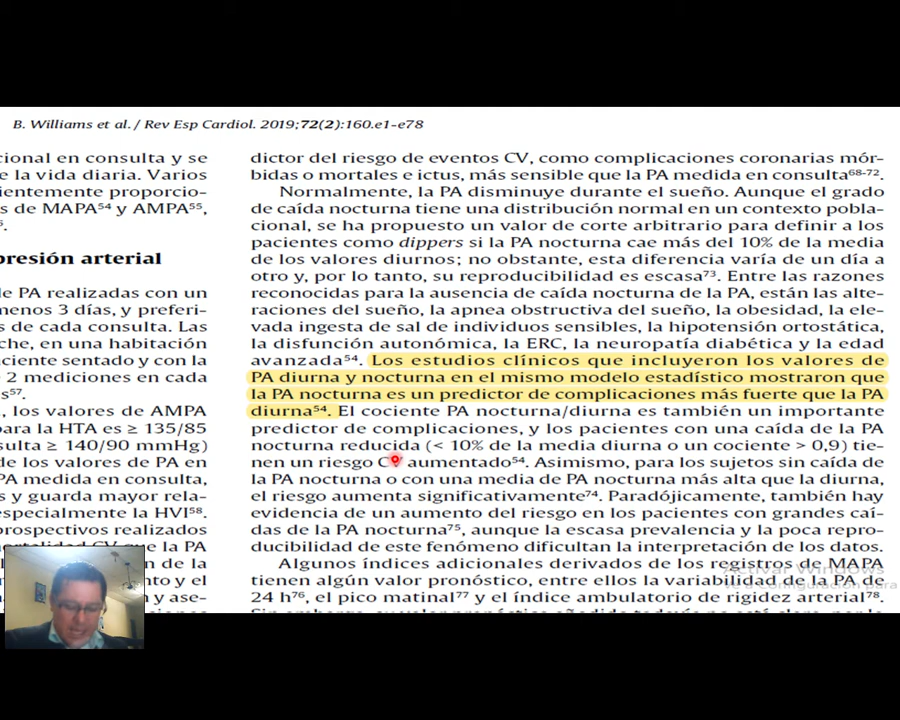 B. Williams et al. / Rev Esp Cardiol. 2019;72(2):160.e1-e78
cional en consulta y se
e la vida diaria. Varios
ientemente proporcio-
s de MAPA54 y AMPA55,
presión arterial
e PA realizadas con un
menos 3 días, y preferi-
s de cada consulta. Las
che, en una habitación
ciente sentado y con la
2 mediciones en cada
s57.
, los valores de AMPA
para la HTA es ≥ 135/85
sulta ≥ 140/90 mmHg)
de los valores de PA en
medida en consulta,
s y guarda mayor rela-
especialmente la HVI58.
prospectivos realizados
que la PA
n de la
nto y el
y ase-
dictor del riesgo de eventos CV, como complicaciones coronarias mór-
bidas o mortales e ictus, más sensible que la PA medida en consulta68-72.
Normalmente, la PA disminuye durante el sueño. Aunque el grado
de caída nocturna tiene una distribución normal en un contexto pobla-
cional, se ha propuesto un valor de corte arbitrario para definir a los
pacientes como dippers si la PA nocturna cae más del 10% de la media
de los valores diurnos; no obstante, esta diferencia varía de un día a
otro y, por lo tanto, su reproducibilidad es escasa73. Entre las razones
reconocidas para la ausencia de caída nocturna de la PA, están las alte-
raciones del sueño, la apnea obstructiva del sueño, la obesidad, la ele-
vada ingesta de sal de individuos sensibles, la hipotensión ortostática,
la disfunción autonómica, la ERC, la neuropatía diabética y la edad
avanzada54. Los estudios clínicos que incluyeron los valores de
PA diurna y nocturna en el mismo modelo estadístico mostraron que
la PA nocturna es un predictor de complicaciones más fuerte que la PA
diurna54. El cociente PA nocturna/diurna es también un importante
predictor de complicaciones, y los pacientes con una caída de la PA
nocturna reducida (< 10% de la media diurna o un cociente > 0,9) tie-
nen un riesgo CV aumentado54. Asimismo, para los sujetos sin caída de
la PA nocturna o con una media de PA nocturna más alta que la diurna,
el riesgo aumenta significativamente74. Paradójicamente, también hay
evidencia de un aumento del riesgo en los pacientes con grandes caí-
das de la PA nocturna75, aunque la escasa prevalencia y la poca repro-
ducibilidad de este fenómeno dificultan la interpretación de los datos.
Algunos índices adicionales derivados de los registros de MAPA
tienen algún valor pronóstico, entre ellos la variabilidad de la PA de
24 h76, el pico matinal77 y el índice ambulatorio de rigidez arterial78.
Activar Windows